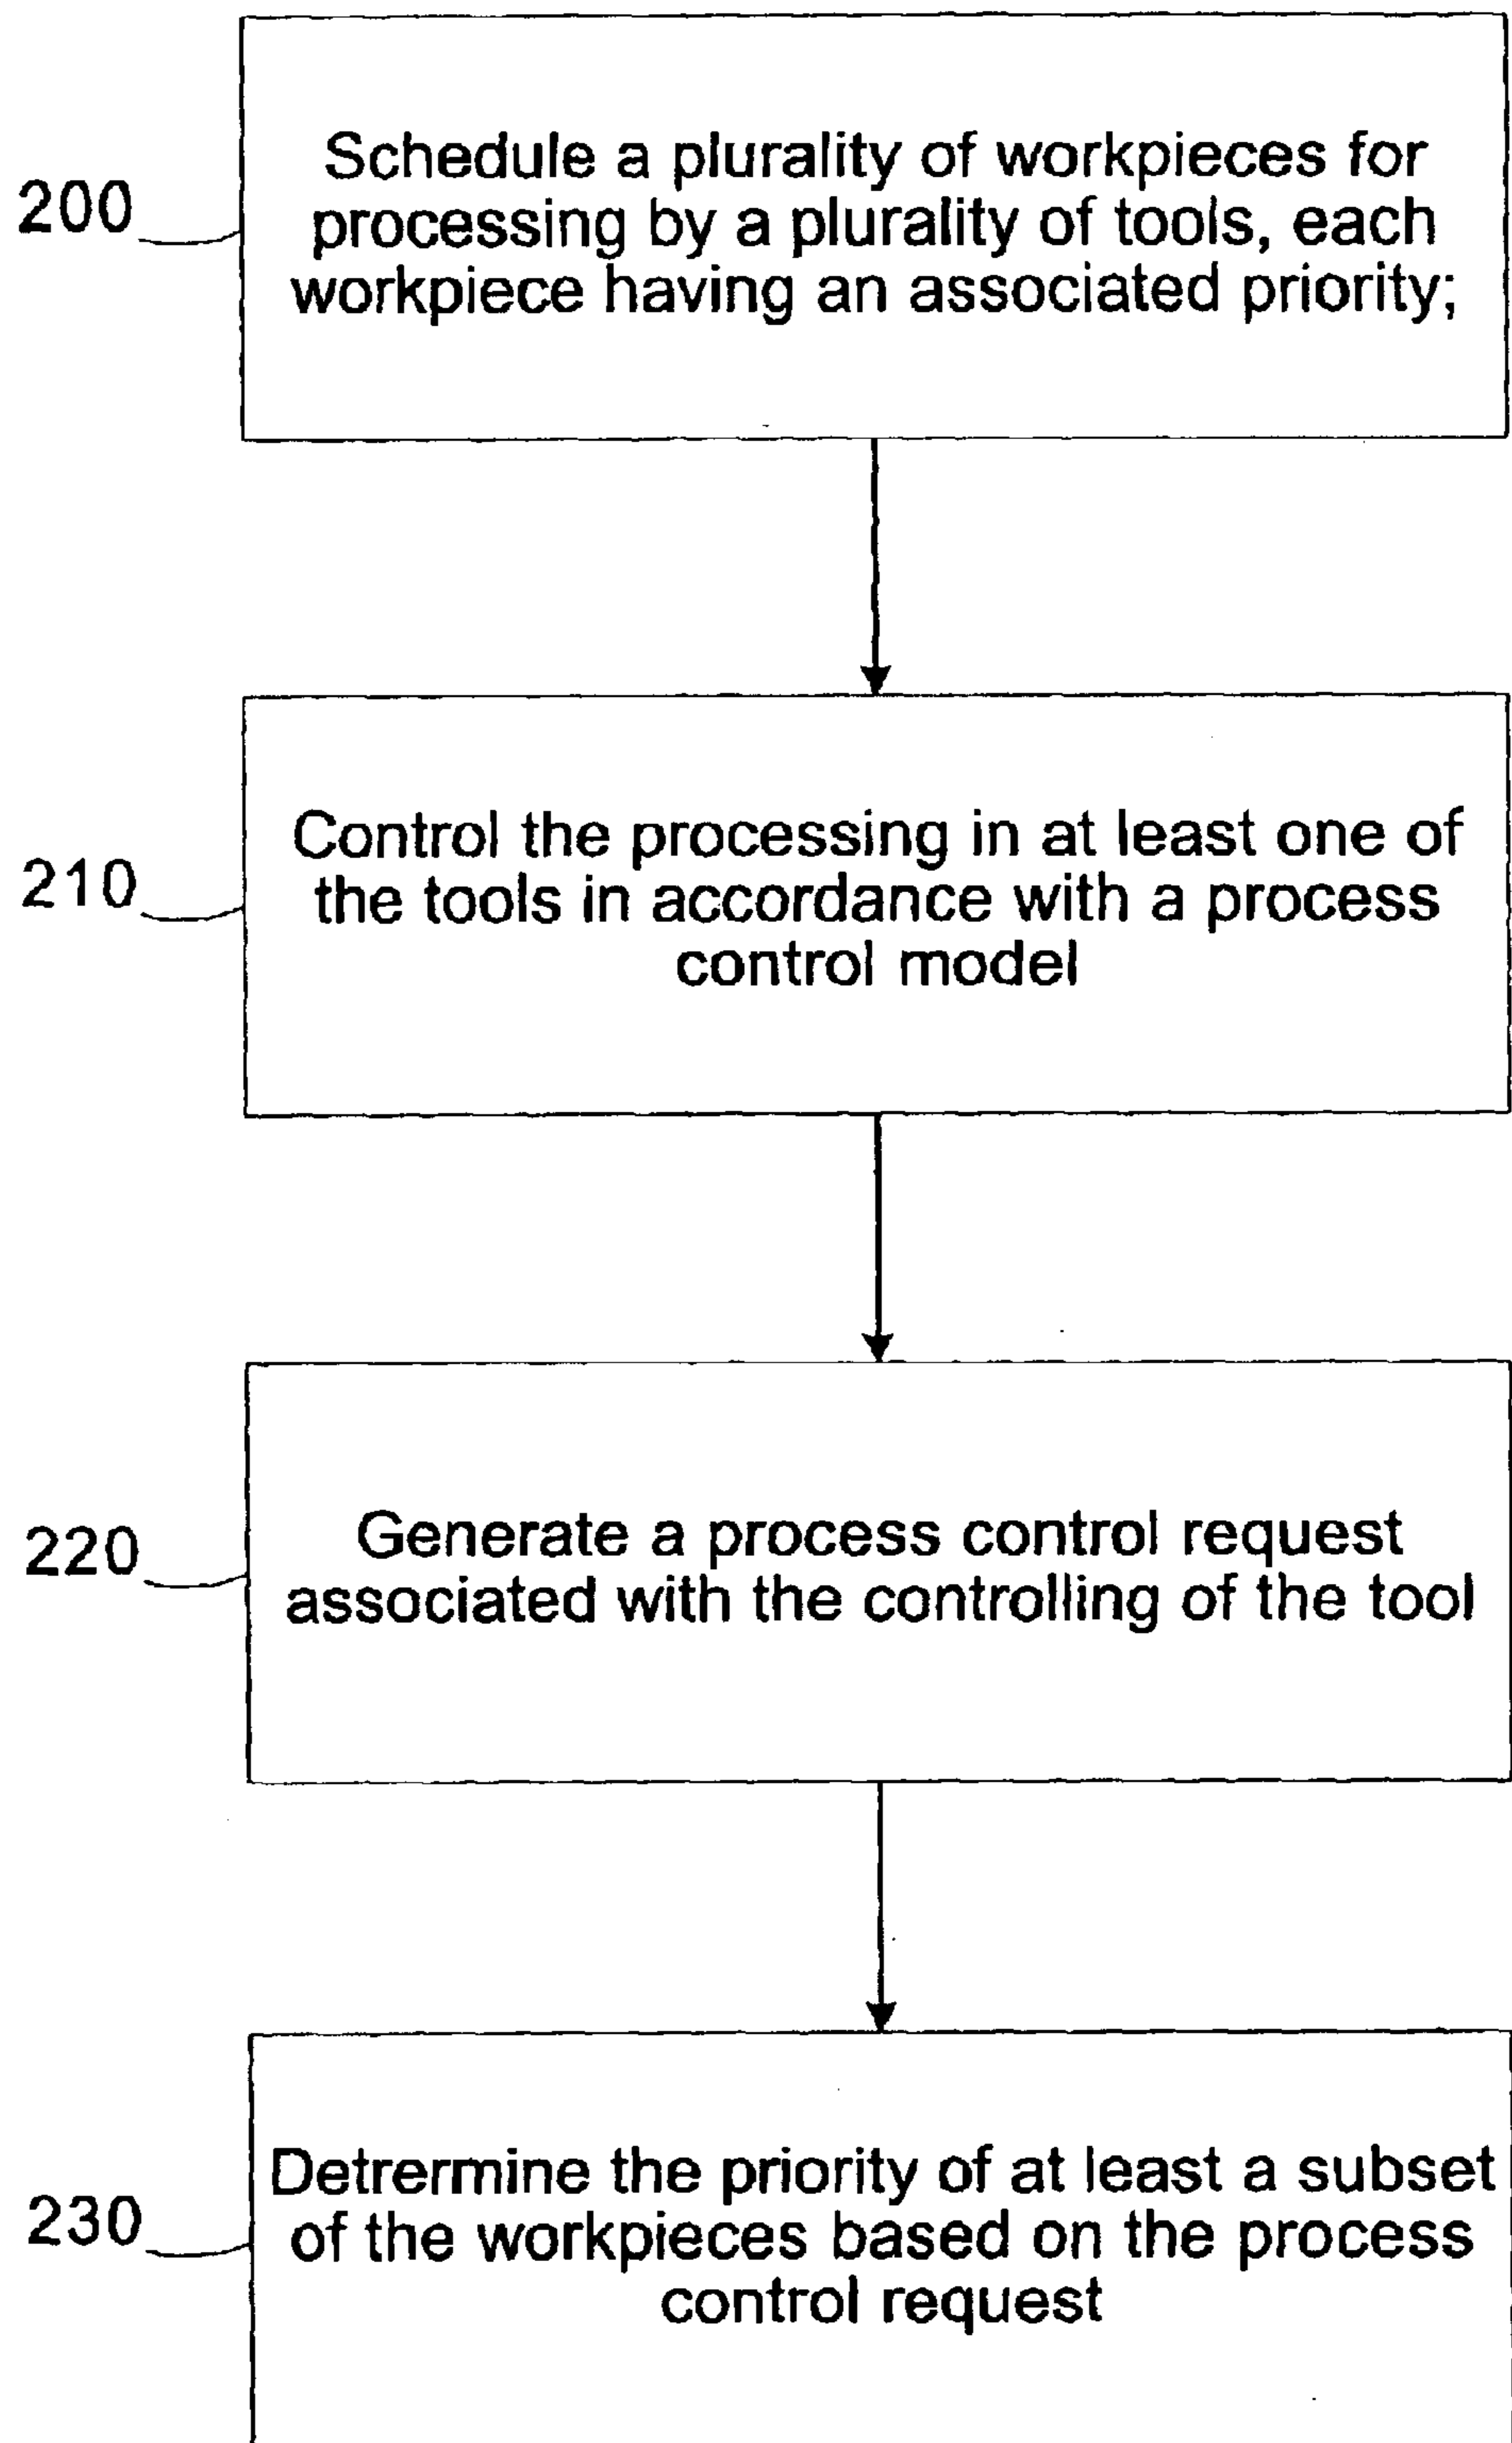 Schedule a plurality of workpieces for
processing by a plurality of tools, each
workpiece having an associated priority;
200
Control the processing in at least one of
the tools in accordance with a process
control model
210
Generate a process control request
associated with the controlling of the tool
220
Detrermine the priority of at least a subset
of the workpieces based on the process
control request
230